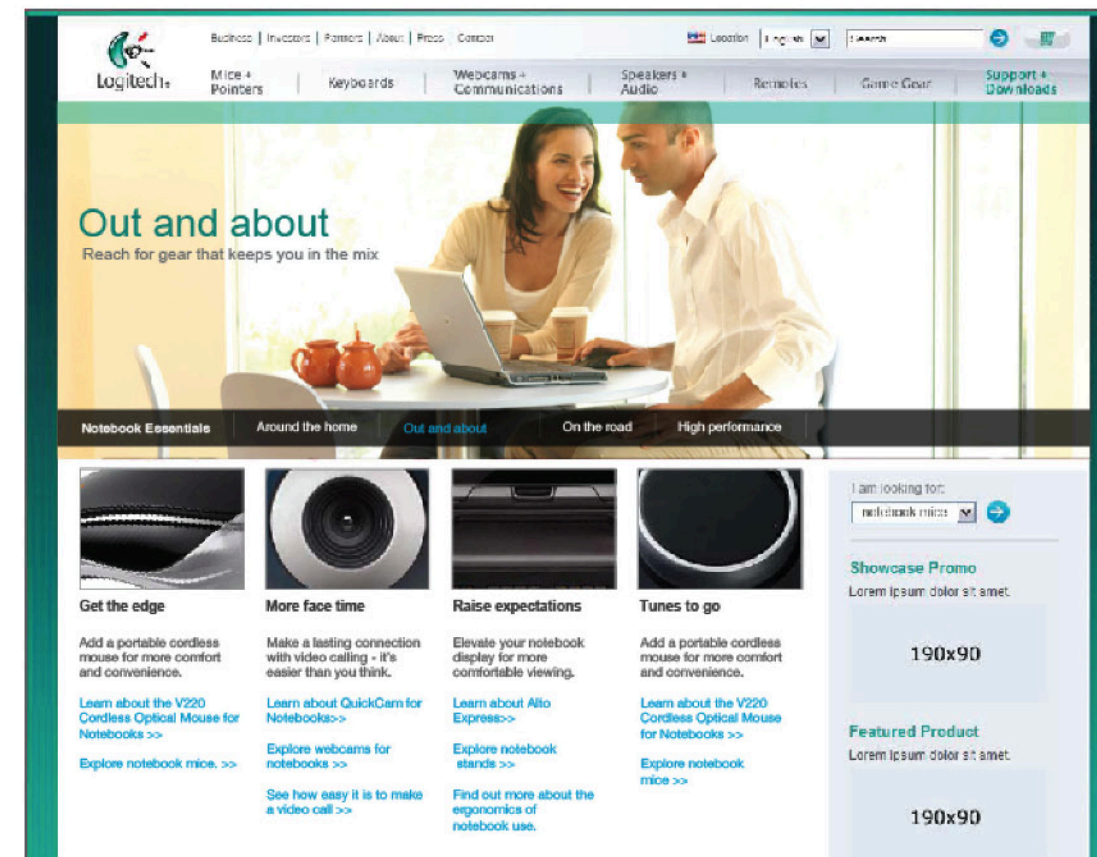 Business | Investors | Partners | About | Press | Contact
Location
English
Search
Logitech
Mice +
Pointers
Keyboards
Webcams +
Communications
Speakers +
Audio
Remotes
Game Gear
Support +
Downloads
Out and about
Reach for gear that keeps you in the mix
Notebook Essentials
Around the home
Out and about
On the road
High performance
Get the edge
Add a portable cordless
mouse for more comfort
and convenience.
Learn about the V220
Cordless Optical Mouse for
Notebooks >>
Explore notebook mice. >>
More face time
Make a lasting connection
with video calling - it's
easier than you think.
Learn about QuickCam for
Notebooks>>
Explore webcams for
notebooks >>
See how easy it is to make
a video call >>
Raise expectations
Elevate your notebook
display for more
comfortable viewing.
Learn about Alto
Express>>
Explore notebook
stands >>
Find out more about the
ergonomics of
notebook use.
Tunes to go
Add a portable cordless
mouse for more comfort
and convenience.
Learn about the V220
Cordless Optical Mouse
for Notebooks >>
Explore notebook
mice >>
I am looking for:
notebook mice
Showcase Promo
Lorem ipsum dolor sit amet.
190x90
Featured Product
Lorem ipsum dolor sit amet.
190x90